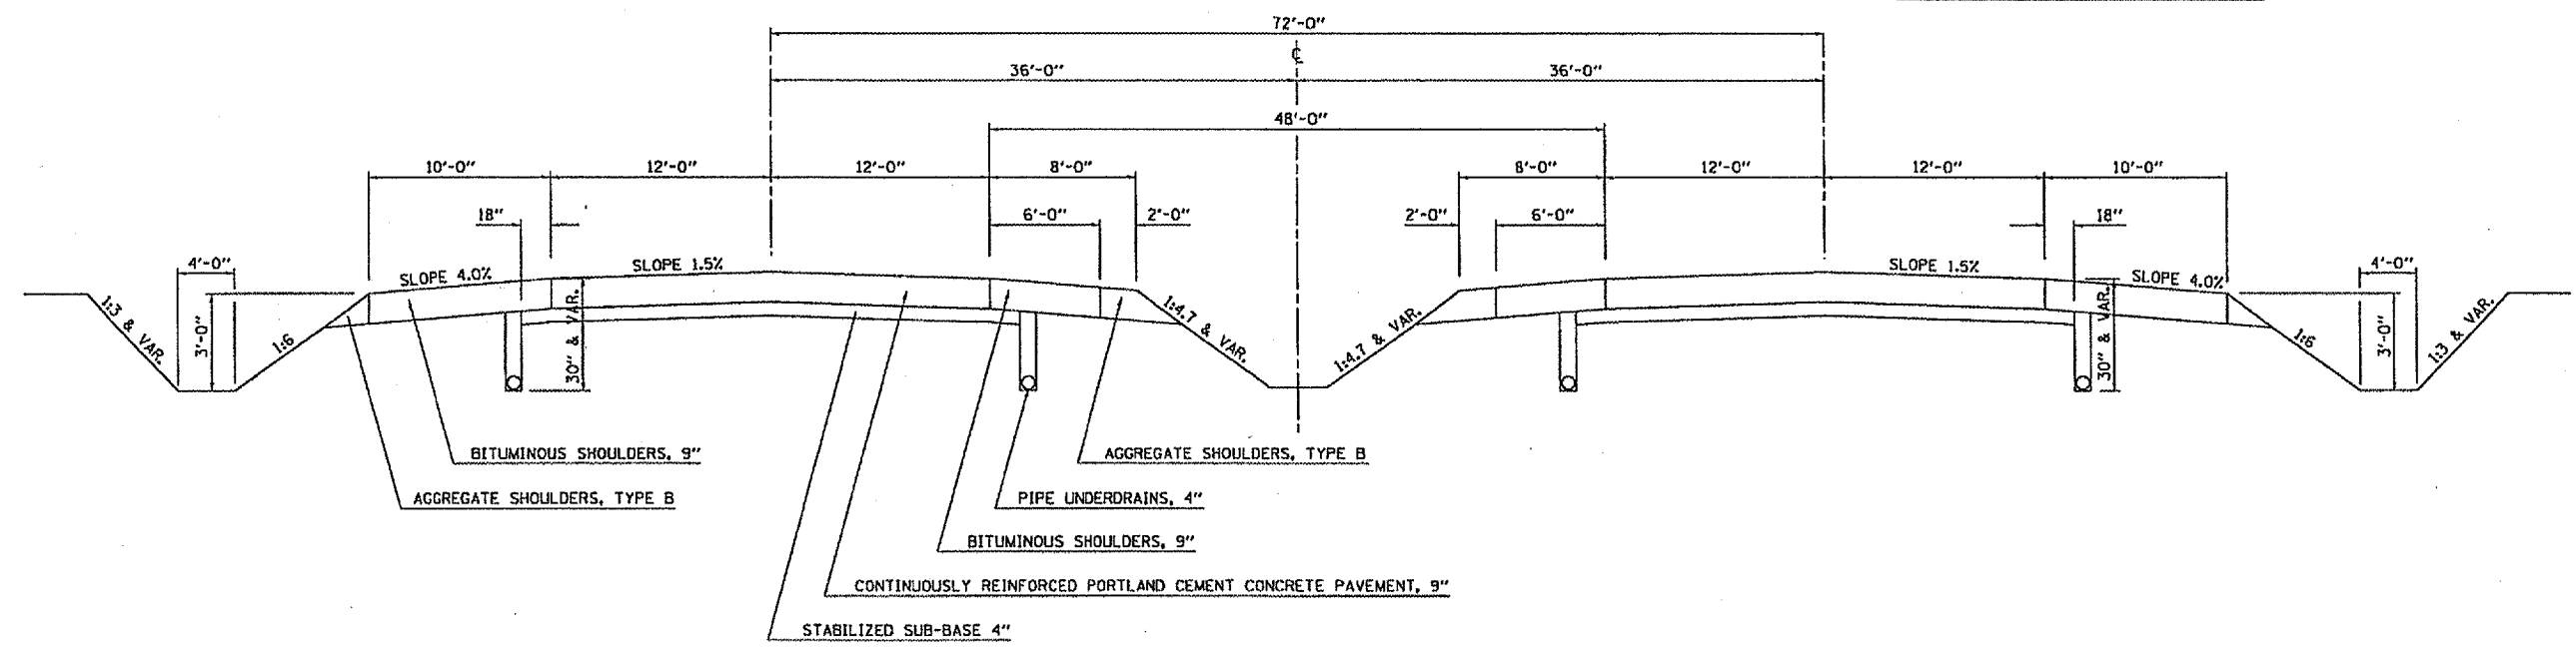 72'-0"
℄
36'-0" 36'-0"
48'-0"
10'-0" 12'-0" 12'-0" 8'-0" 8'-0" 12'-0" 12'-0" 10'-0"
18" 6'-0" 2'-0" 2'-0" 6'-0" 18"
4'-0" SLOPE 4.0% SLOPE 1.5% SLOPE 1.5% SLOPE 4.0% 4'-0"
1:3 & VAR. 3'-0" 1:6 30" & VAR. 1:4.7 & VAR. 1:4.7 & VAR. 30" & VAR. 1:6 3'-0" 1:3 & VAR.
BITUMINOUS SHOULDERS, 9" AGGREGATE SHOULDERS, TYPE B
AGGREGATE SHOULDERS, TYPE B PIPE UNDERDRAINS, 4"
BITUMINOUS SHOULDERS, 9"
CONTINUOUSLY REINFORCED PORTLAND CEMENT CONCRETE PAVEMENT, 9"
STABILIZED SUB-BASE 4"